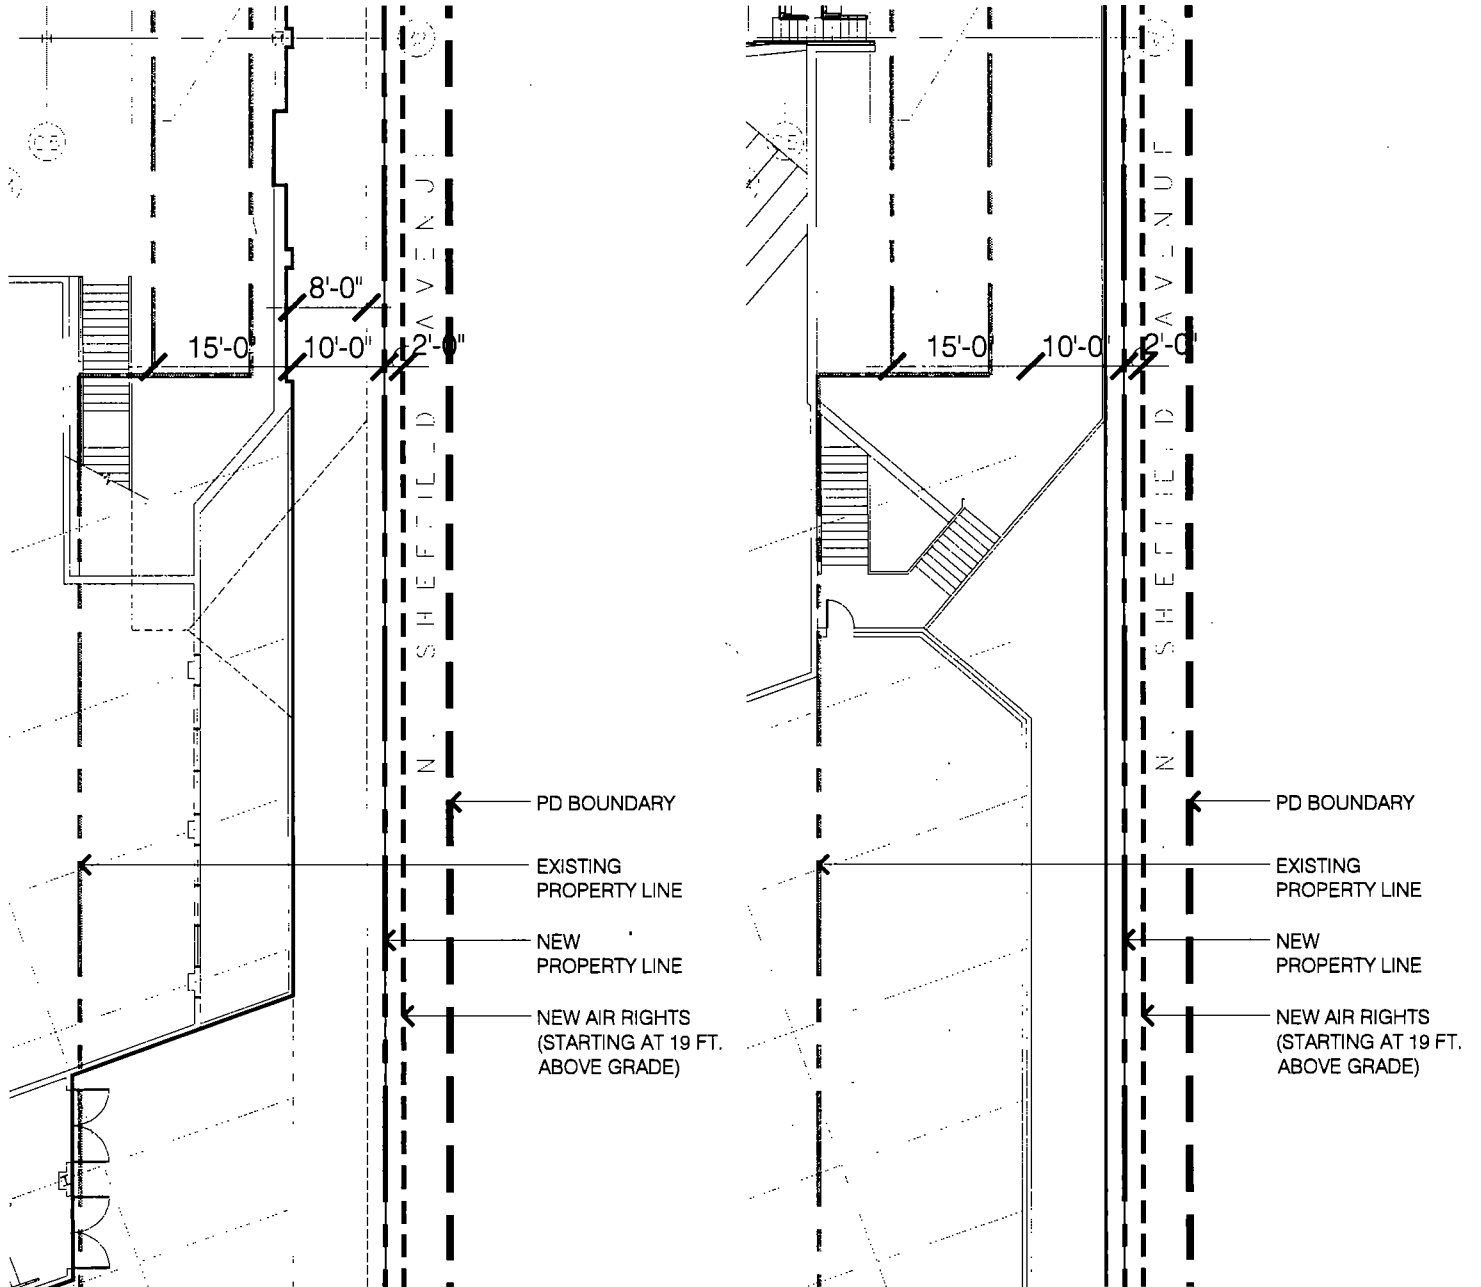 8'-0"
15'-0
10'-0"
2'-0"
15'-0
10'-0
2'-0
N. SHEFFIELD AVENUE
N. SHEFFIELD AVENUE
PD BOUNDARY
EXISTING
PROPERTY LINE
NEW
PROPERTY LINE
NEW AIR RIGHTS
(STARTING AT 19 FT.
ABOVE GRADE)
PD BOUNDARY
EXISTING
PROPERTY LINE
NEW
PROPERTY LINE
NEW AIR RIGHTS
(STARTING AT 19 FT.
ABOVE GRADE)